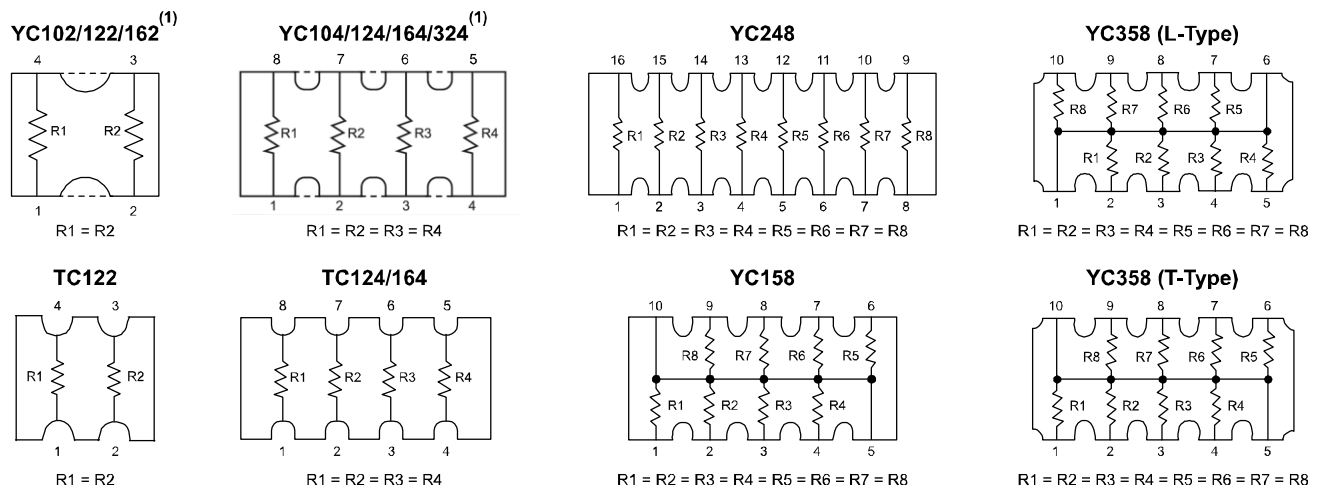 YC102/122/162(1)
4 3
R1 R2
1 2
R1 = R2
YC104/124/164/324(1)
8 7 6 5
R1 R2 R3 R4
1 2 3 4
R1 = R2 = R3 = R4
YC248
16 15 14 13 12 11 10 9
R1 R2 R3 R4 R5 R6 R7 R8
1 2 3 4 5 6 7 8
R1 = R2 = R3 = R4 = R5 = R6 = R7 = R8
YC358 (L-Type)
10 9 8 7 6
R8 R7 R6 R5
R1 R2 R3 R4
1 2 3 4 5
R1 = R2 = R3 = R4 = R5 = R6 = R7 = R8
TC122
4 3
R1 R2
1 2
R1 = R2
TC124/164
8 7 6 5
R1 R2 R3 R4
1 2 3 4
R1 = R2 = R3 = R4
YC158
10 9 8 7 6
R8 R7 R6 R5
R1 R2 R3 R4
1 2 3 4 5
R1 = R2 = R3 = R4 = R5 = R6 = R7 = R8
YC358 (T-Type)
10 9 8 7 6
R8 R7 R6 R5
R1 R2 R3 R4
1 2 3 4 5
R1 = R2 = R3 = R4 = R5 = R6 = R7 = R8